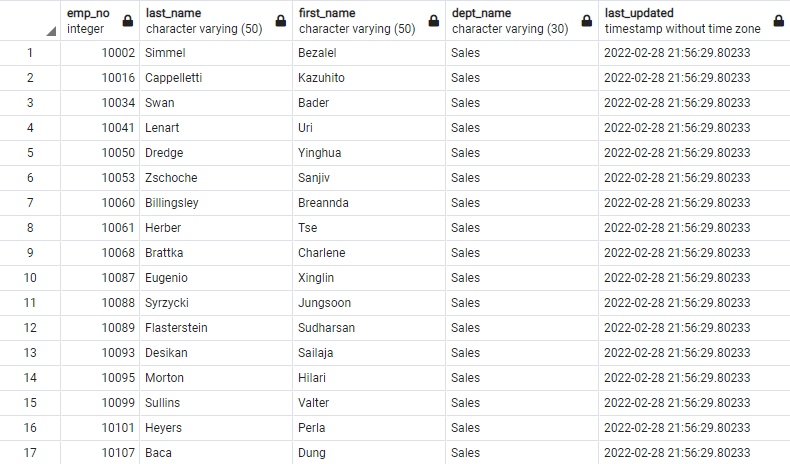 emp_no last_name first_name dept_name last_updated
integer character varying (50) character varying (50) character varying (30) timestamp without time zone
1 10002 Simmel Bezalel Sales 2022-02-28 21:56:29.80233
2 10016 Cappelletti Kazuhito Sales 2022-02-28 21:56:29.80233
3 10034 Swan Bader Sales 2022-02-28 21:56:29.80233
4 10041 Lenart Uri Sales 2022-02-28 21:56:29.80233
5 10050 Dredge Yinghua Sales 2022-02-28 21:56:29.80233
6 10053 Zschoche Sanjiv Sales 2022-02-28 21:56:29.80233
7 10060 Billingsley Breannda Sales 2022-02-28 21:56:29.80233
8 10061 Herber Tse Sales 2022-02-28 21:56:29.80233
9 10068 Brattka Charlene Sales 2022-02-28 21:56:29.80233
10 10087 Eugenio Xinglin Sales 2022-02-28 21:56:29.80233
11 10088 Syrzycki Jungsoon Sales 2022-02-28 21:56:29.80233
12 10089 Flasterstein Sudharsan Sales 2022-02-28 21:56:29.80233
13 10093 Desikan Sailaja Sales 2022-02-28 21:56:29.80233
14 10095 Morton Hilari Sales 2022-02-28 21:56:29.80233
15 10099 Sullins Valter Sales 2022-02-28 21:56:29.80233
16 10101 Heyers Perla Sales 2022-02-28 21:56:29.80233
17 10107 Baca Dung Sales 2022-02-28 21:56:29.80233